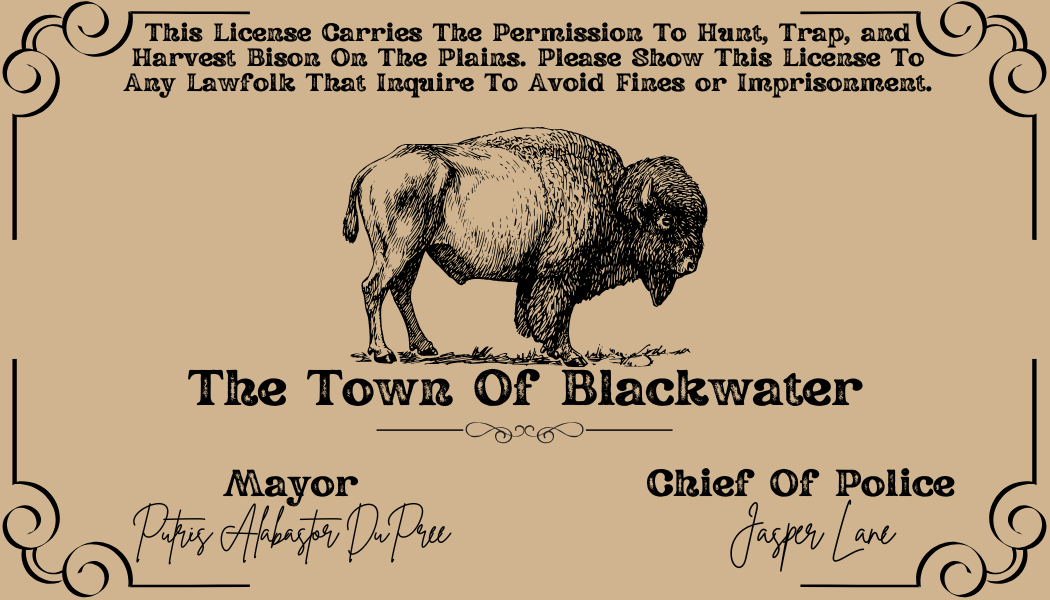 This License Carries The Permission To Hunt, Trap, and
Harvest Bison On The Plains. Please Show This License To
Any Lawfolk That Inquire To Avoid Fines or Imprisonment.
The Town Of Blackwater
Mayor
Putris Alabastor DuPree
Chief Of Police
Jasper Lane